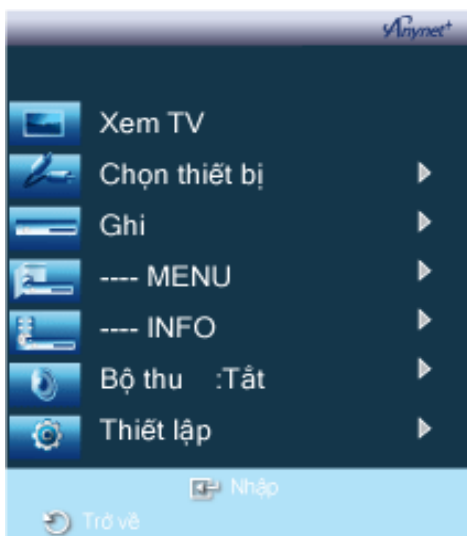 Anynet+
Xem TV
Chọn thiết bị
Ghi
---- MENU
---- INFO
Bộ thu :Tắt
Thiết lập
Nhập
Trở về